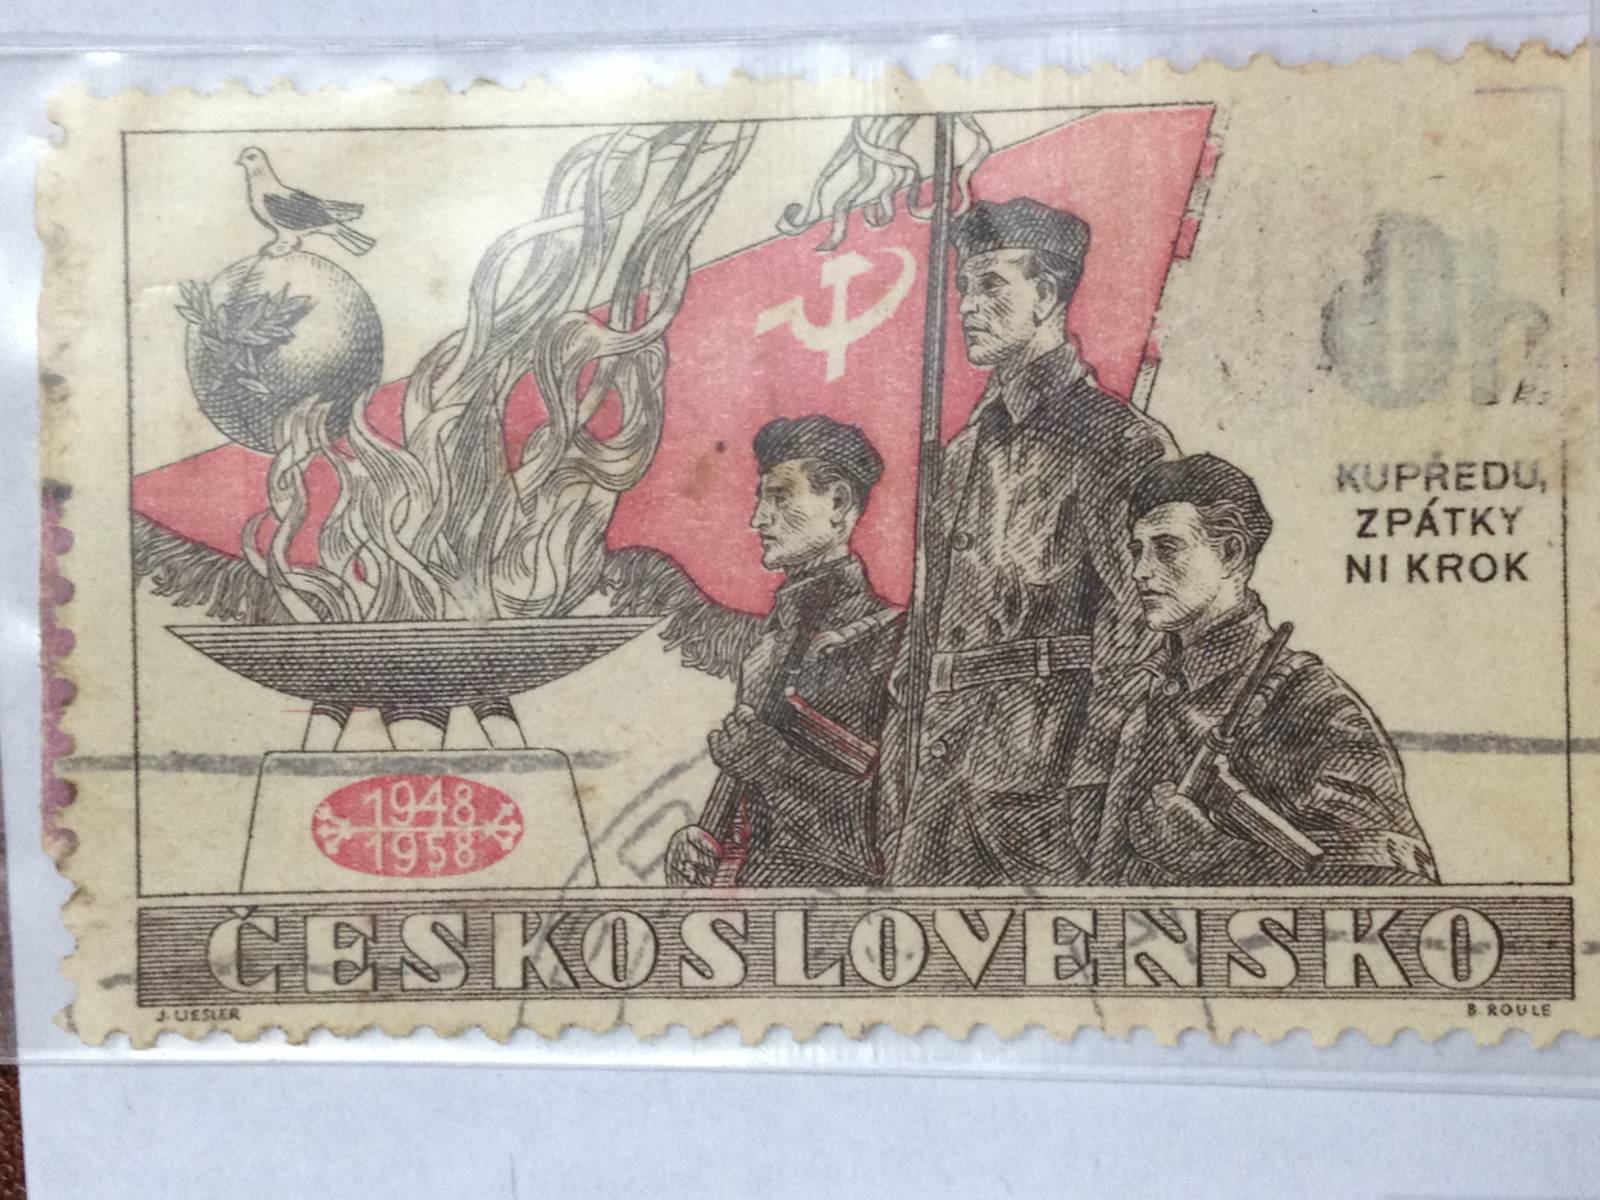 KUPŘEDU,
ZPÁTKY
NI KROK
1948
1958
ČESKOSLOVENSKO
J. LIESLER
B. ROULE